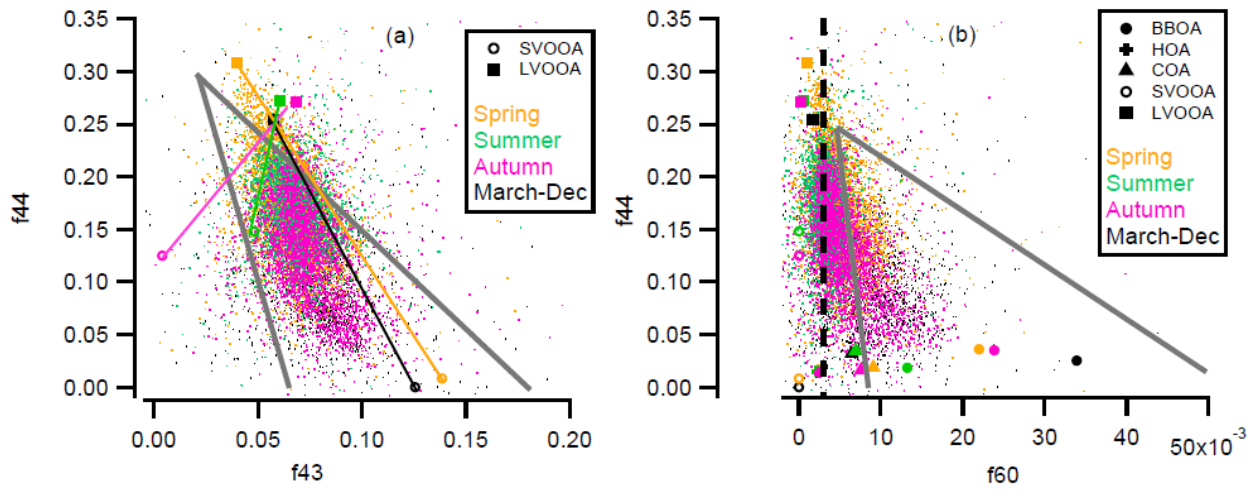 (a)
0.35
0.30
0.25
0.20
0.15
0.10
0.05
0.00
f44
0.00
0.05
0.10
0.15
0.20
f43
SVOOA
LVOOA
Spring
Summer
Autumn
March-Dec
(b)
0.35
0.30
0.25
0.20
0.15
0.10
0.05
0.00
f44
0
10
20
30
40
50x10⁻³
f60
BBOA
HOA
COA
SVOOA
LVOOA
Spring
Summer
Autumn
March-Dec